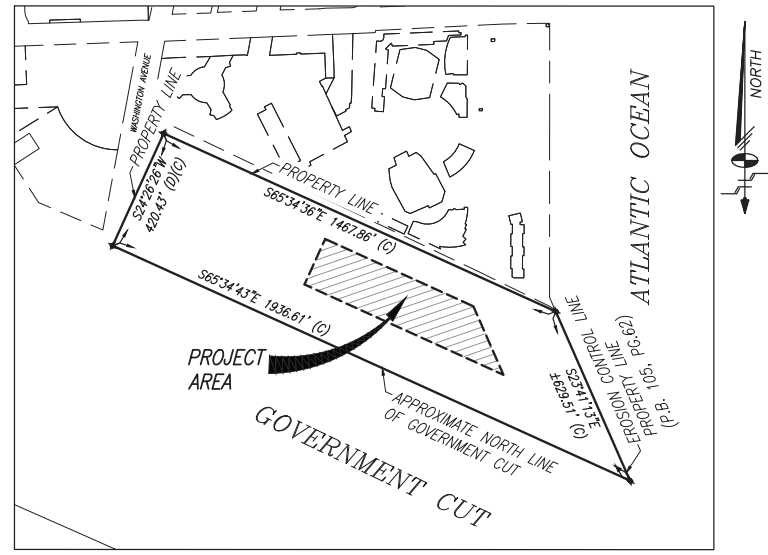 WASHINGTON AVENUE
PROPERTY LINE
S24°26'26"W
420.43' (D)(C)
PROPERTY LINE
S65°34'36"E 1467.86' (C)
S65°34'43"E 1936.61' (C)
PROJECT
AREA
GOVERNMENT CUT
APPROXIMATE NORTH LINE
OF GOVERNMENT CUT
S23°41'13"E
±629.51' (C)
EROSION CONTROL LINE
PROPERTY LINE
(P.B. 105, PG.62)
ATLANTIC OCEAN
NORTH